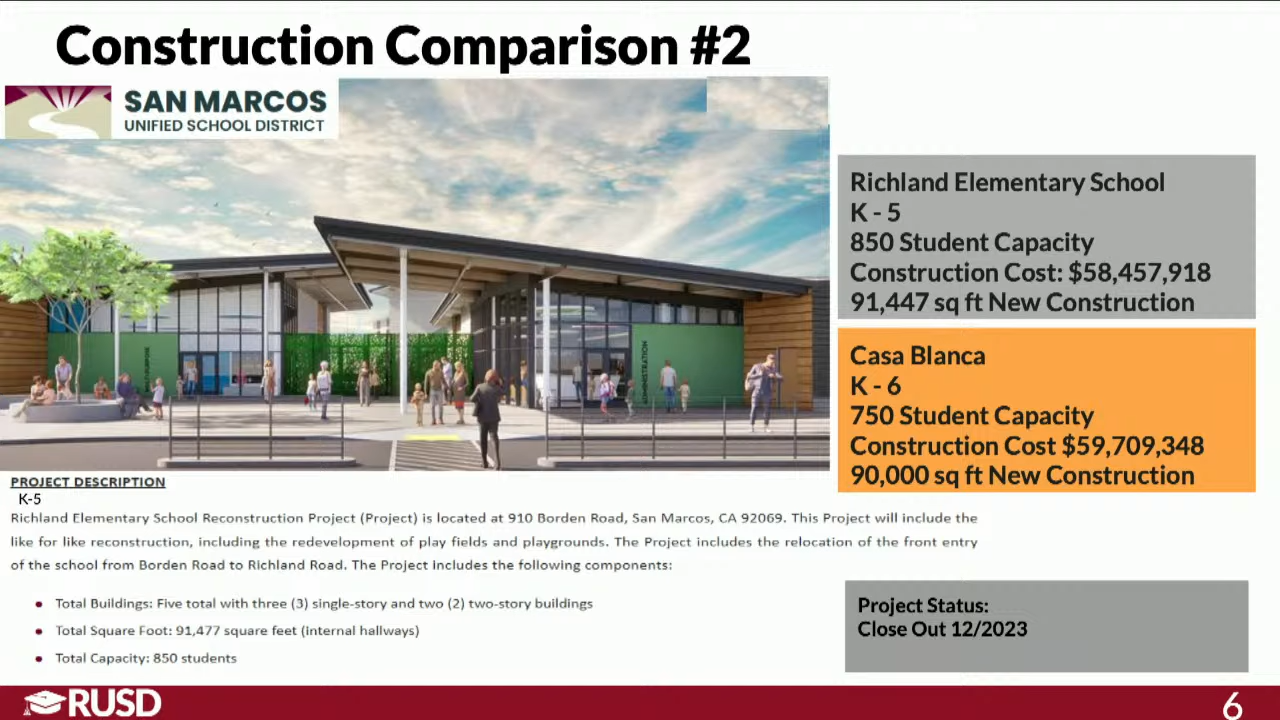 Construction Comparison #2
SAN MARCOS
UNIFIED SCHOOL DISTRICT
ADMINISTRATION
Richland Elementary School
K - 5
850 Student Capacity
Construction Cost: $58,457,918
91,447 sq ft New Construction
Casa Blanca
K - 6
750 Student Capacity
Construction Cost $59,709,348
90,000 sq ft New Construction
PROJECT DESCRIPTION
K-5
Richland Elementary School Reconstruction Project (Project) is located at 910 Borden Road, San Marcos, CA 92069. This Project will include the
like for like reconstruction, including the redevelopment of play fields and playgrounds. The Project includes the relocation of the front entry
of the school from Borden Road to Richland Road. The Project includes the following components:
• Total Buildings: Five total with three (3) single-story and two (2) two-story buildings
• Total Square Foot: 91,477 square feet (internal hallways)
• Total Capacity: 850 students
Project Status:
Close Out 12/2023
RUSD
6